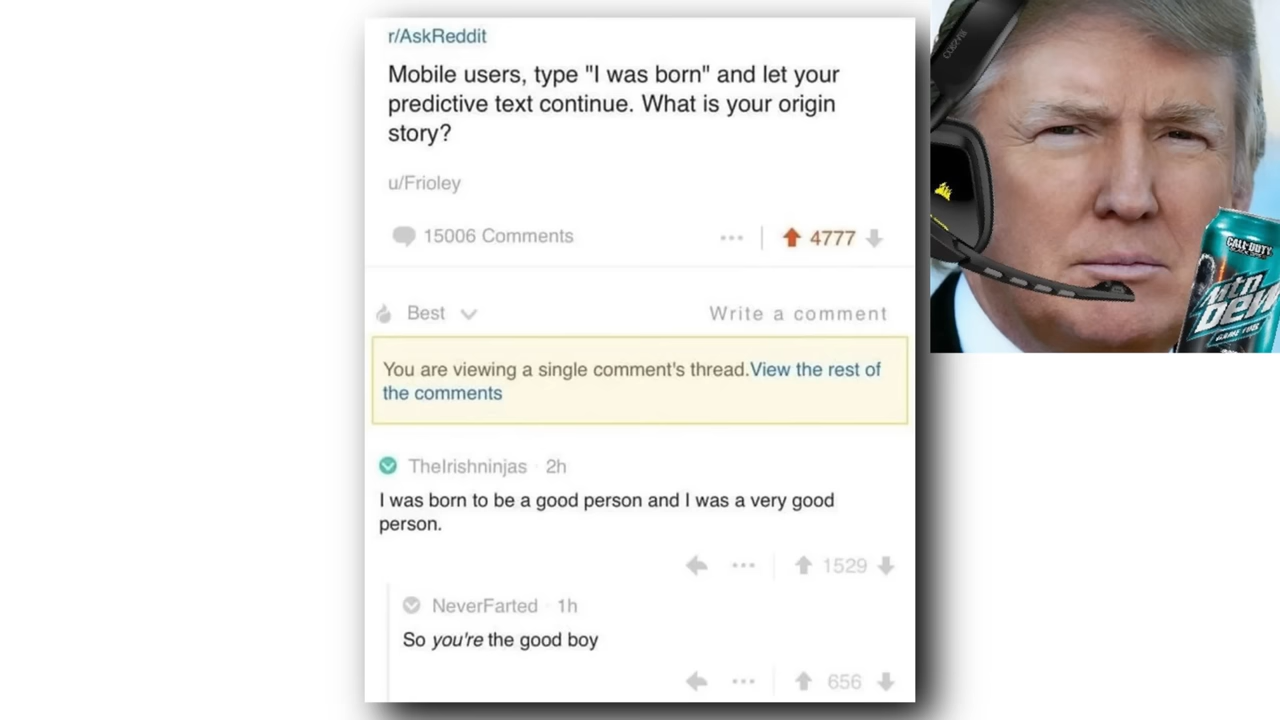 r/AskReddit
Mobile users, type "I was born" and let your
predictive text continue. What is your origin
story?
u/Frioley
15006 Comments
4777
Best
Write a comment
You are viewing a single comment's thread.View the rest of
the comments
TheIrishninjas · 2h
I was born to be a good person and I was a very good
person.
1529
NeverFarted · 1h
So you're the good boy
656
CALL·DUTY
mtn
DEW
GAME FUEL